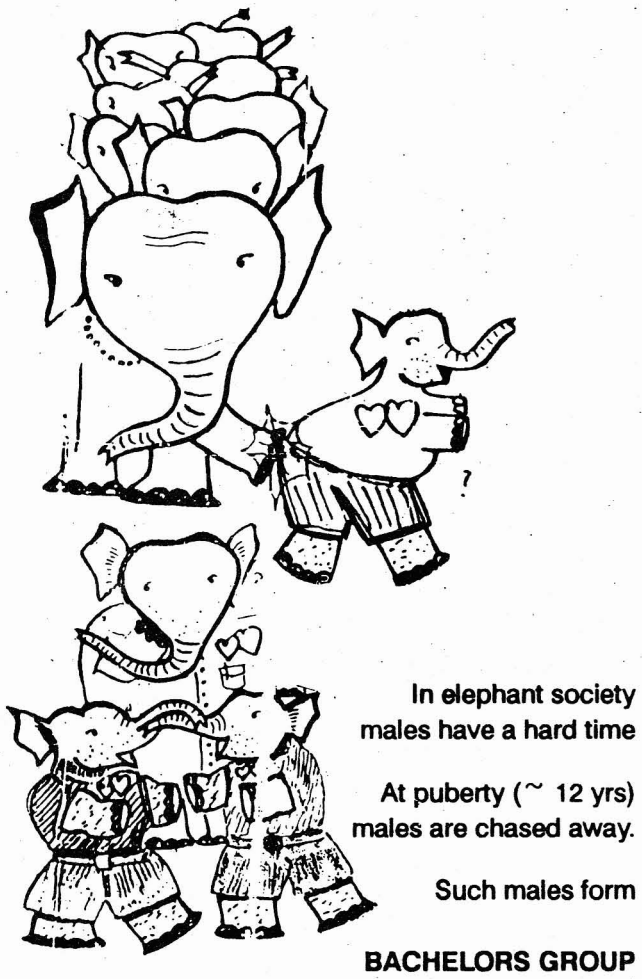 ?
In elephant society
males have a hard time
At puberty (~ 12 yrs)
males are chased away.
Such males form
BACHELORS GROUP